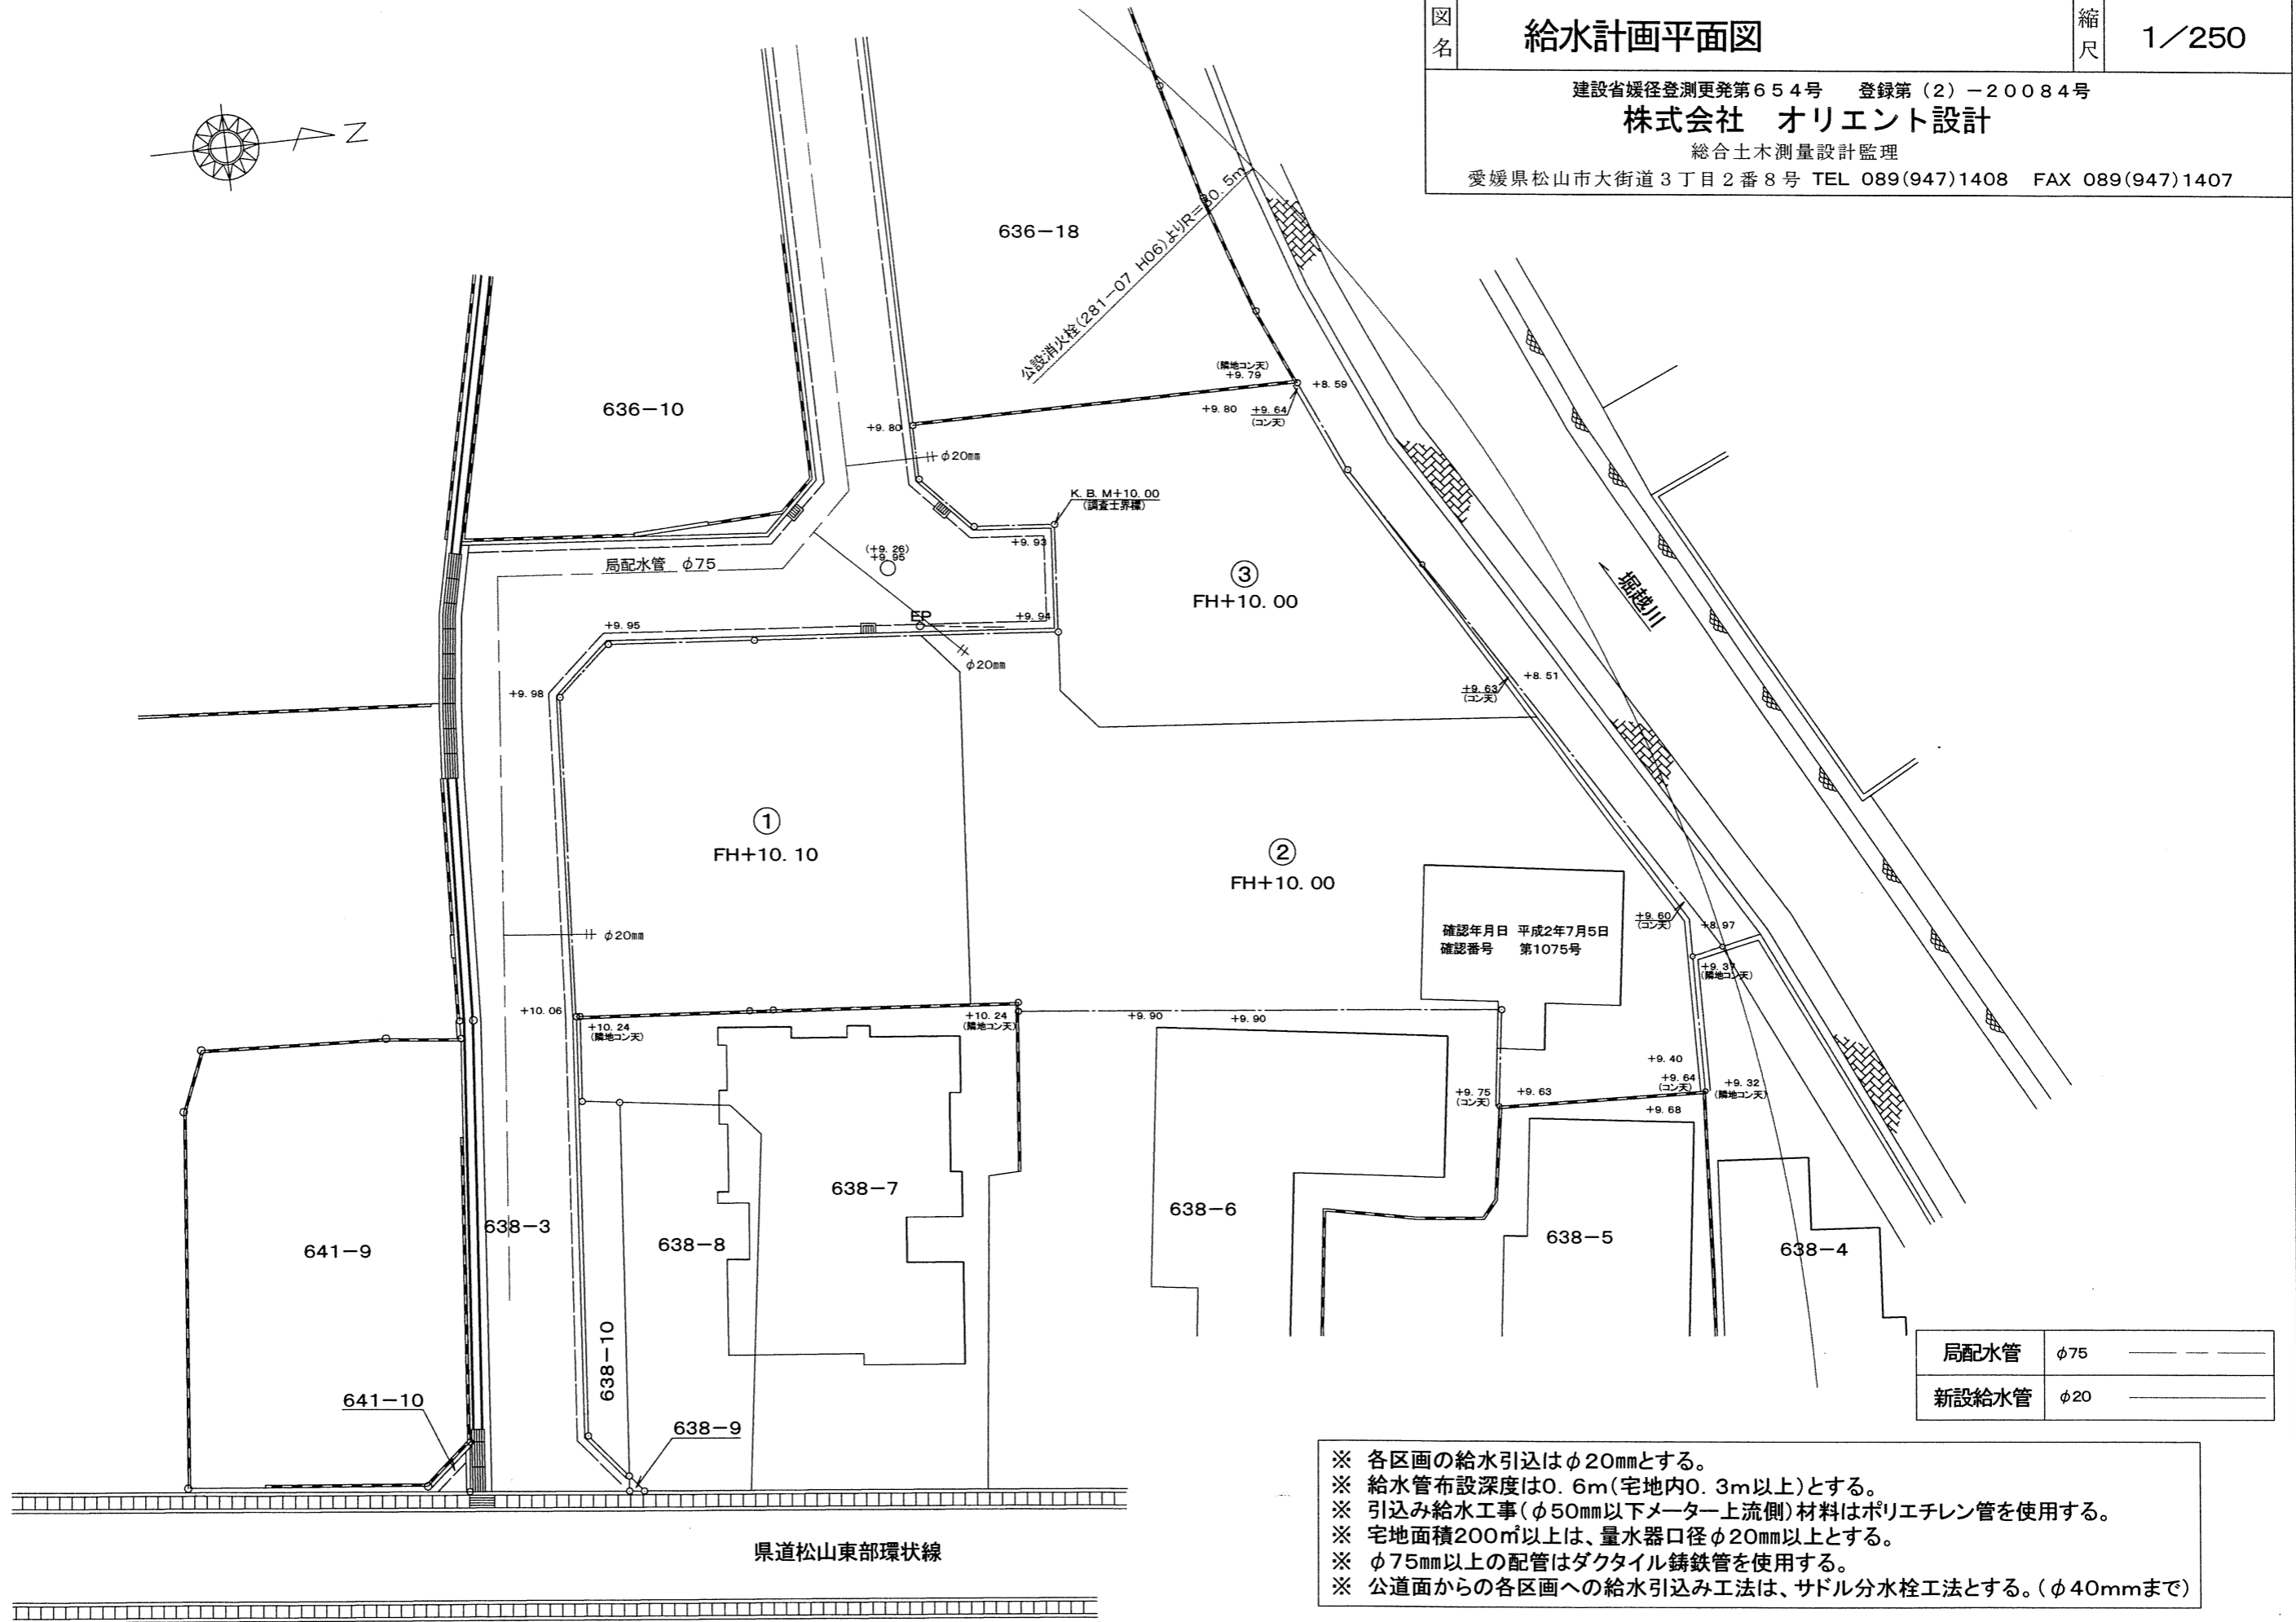 図名
給水計画平面図
縮尺
1／250
建設省媛径登測更発第６５４号　登録第（２）－２００８４号
株式会社　オリエント設計
総合土木測量設計監理
愛媛県松山市大街道３丁目２番８号 TEL 089(947)1408　FAX 089(947)1407
N
636－18
公設消火栓(281－07 H06)よりR＝80. 5m
636－10
(隣地コン天)
+9. 79
+8. 59
+9. 80
+9. 64
(コン天)
+9. 80
φ20㎜
K. B. M+10. 00
(調査士界標)
+9. 93
(+9. 26)
+9. 95
局配水管　φ75
③
FH+10. 00
堀越川
EP
+9. 94
+9. 95
φ20㎜
+9. 98
+9. 63
(コン天)
+8. 51
①
FH+10. 10
②
FH+10. 00
φ20㎜
確認年月日　平成2年7月5日
確認番号　　第1075号
+9. 60
(コン天)
+8. 97
+9. 37
(隣地コン天)
+10. 06
+10. 24
(隣地コン天)
+10. 24
(隣地コン天)
+9. 90
+9. 90
+9. 40
+9. 64
(コン天)
+9. 32
(隣地コン天)
+9. 75
(コン天)
+9. 63
+9. 68
638－7
638－6
638－3
638－8
641－9
638－5
638－4
638－10
641－10
638－9
局配水管　φ75
新設給水管　φ20
県道松山東部環状線
※　各区画の給水引込はφ20㎜とする。
※　給水管布設深度は0. 6m(宅地内0. 3m以上)とする。
※　引込み給水工事(φ50㎜以下メーター上流側)材料はポリエチレン管を使用する。
※　宅地面積200㎡以上は、量水器口径φ20㎜以上とする。
※　φ75㎜以上の配管はダクタイル鋳鉄管を使用する。
※　公道面からの各区画への給水引込み工法は、サドル分水栓工法とする。(φ40mmまで)